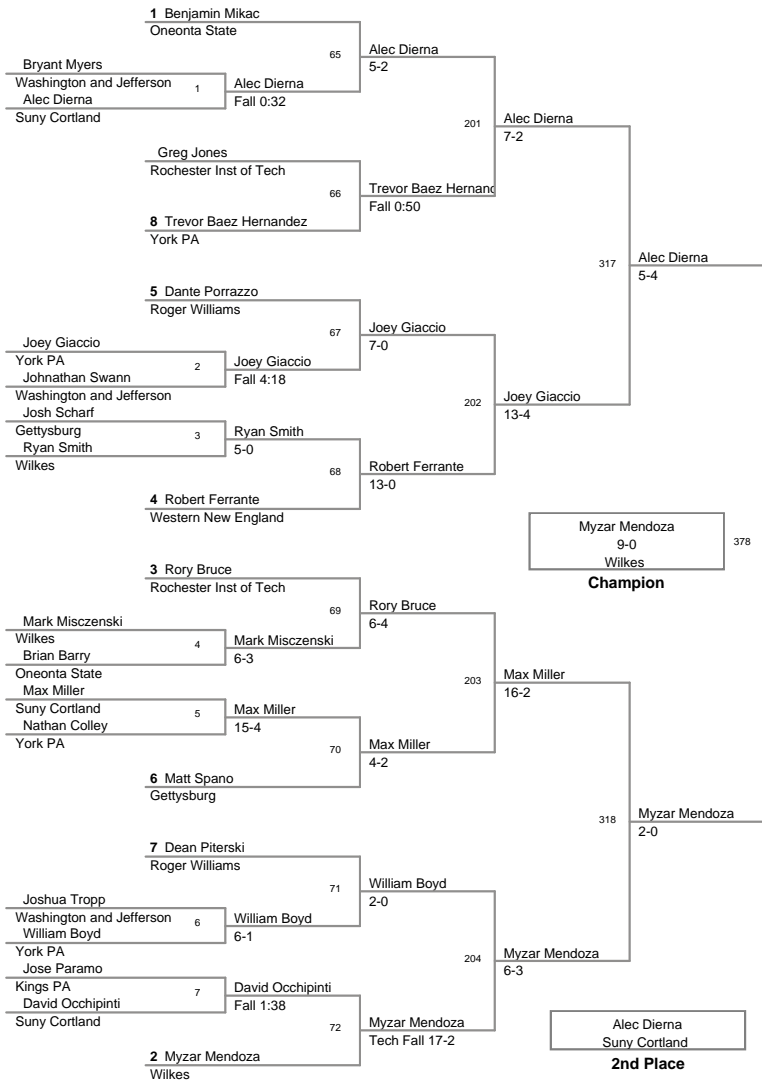 1 Benjamin Mikac
Oneonta State
65
Alec Dierna
5-2
Bryant Myers
Washington and Jefferson
1
Alec Dierna
Fall 0:32
Alec Dierna
Suny Cortland
201
Alec Dierna
7-2
Greg Jones
Rochester Inst of Tech
66
Trevor Baez Hernand
Fall 0:50
8 Trevor Baez Hernandez
York PA
317
Alec Dierna
5-4
5 Dante Porrazzo
Roger Williams
67
Joey Giaccio
7-0
Joey Giaccio
York PA
2
Joey Giaccio
Fall 4:18
Johnathan Swann
Washington and Jefferson
202
Joey Giaccio
13-4
Josh Scharf
Gettysburg
3
Ryan Smith
5-0
Ryan Smith
Wilkes
68
Robert Ferrante
13-0
4 Robert Ferrante
Western New England
Myzar Mendoza
9-0
Wilkes
378
Champion
3 Rory Bruce
Rochester Inst of Tech
69
Rory Bruce
6-4
Mark Misczenski
Wilkes
4
Mark Misczenski
6-3
Brian Barry
Oneonta State
203
Max Miller
16-2
Max Miller
Suny Cortland
5
Max Miller
15-4
Nathan Colley
York PA
70
Max Miller
4-2
6 Matt Spano
Gettysburg
318
Myzar Mendoza
2-0
7 Dean Piterski
Roger Williams
71
William Boyd
2-0
Joshua Tropp
Washington and Jefferson
6
William Boyd
6-1
William Boyd
York PA
204
Myzar Mendoza
6-3
Jose Paramo
Kings PA
7
David Occhipinti
Fall 1:38
David Occhipinti
Suny Cortland
72
Myzar Mendoza
Tech Fall 17-2
2 Myzar Mendoza
Wilkes
Alec Dierna
Suny Cortland
2nd Place